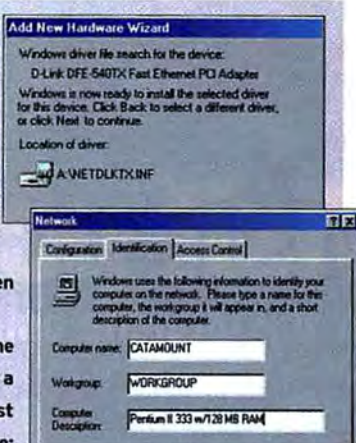 Add New Hardware Wizard
Windows driver file search for the device:
D-Link DFE-540TX Fast Ethernet PCI Adapter
Windows is now ready to install the selected driver
for this device. Click Back to select a different driver,
or click Next to continue.
Location of driver:
A:\NETDLKTX.INF
Network
Configuration Identification Access Control
Windows uses the following information to identify your
computer on the network. Please type a name for this
computer, the workgroup it will appear in, and a short
description of the computer.
Computer name: CATAMOUNT
Workgroup: WORKGROUP
Computer
Description: Pentium II 333 w/128 MB RAM
en
ne
a
st